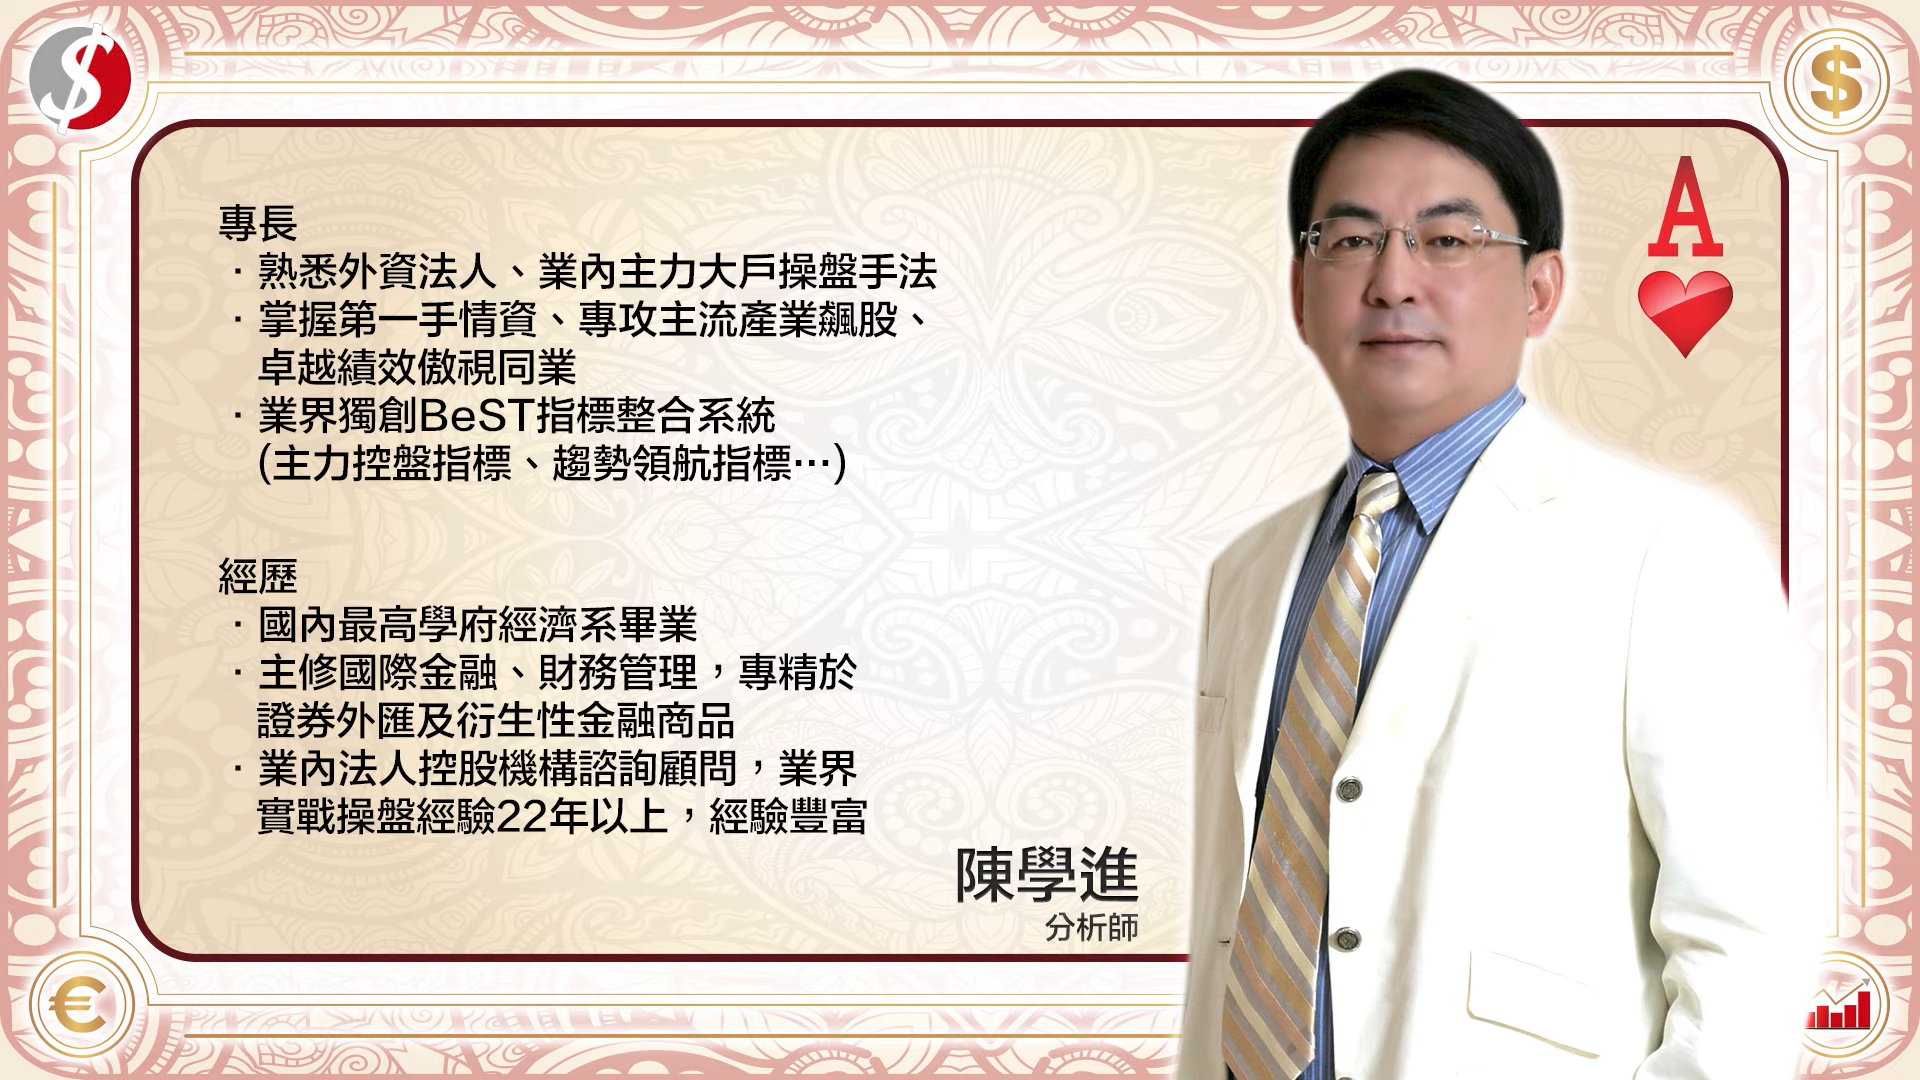 專長
·熟悉外資法人、業內主力大戶操盤手法
·掌握第一手情資、專攻主流產業飆股、
卓越績效傲視同業
·業界獨創BeST指標整合系統
(主力控盤指標、趨勢領航指標…)
經歷
·國內最高學府經濟系畢業
·主修國際金融、財務管理，專精於
證券外匯及衍生性金融商品
·業內法人控股機構諮詢顧問，業界
實戰操盤經驗22年以上，經驗豐富
陳學進
分析師
A
$
$
€